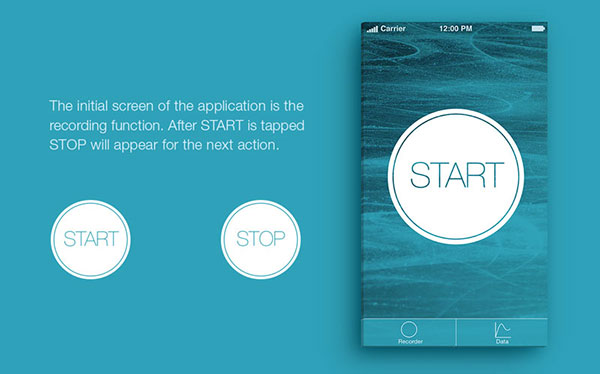 The initial screen of the application is the
recording function. After START is tapped
STOP will appear for the next action.
START
STOP
Carrier
12:00 PM
START
Recorder
Data